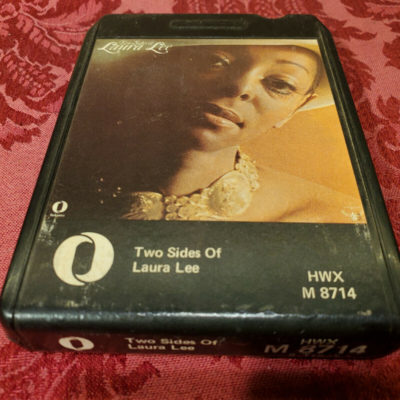 Laura Lee
Two Sides Of
Laura Lee
HWX
M 8714
Two Sides Of
Laura Lee
HWX
M 8714